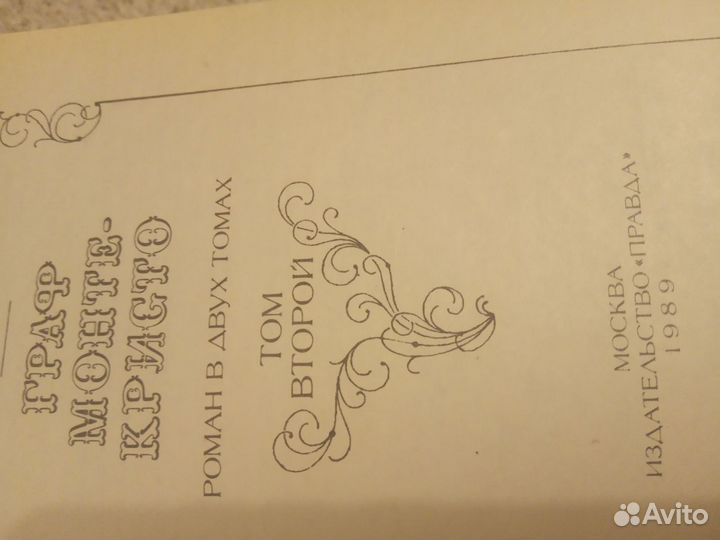 ГРАФ
МОНТЕ-
КРИСТО
РОМАН В ДВУХ ТОМАХ
ТОМ
ВТОРОЙ
МОСКВА
ИЗДАТЕЛЬСТВО «ПРАВДА»
1989
Avito